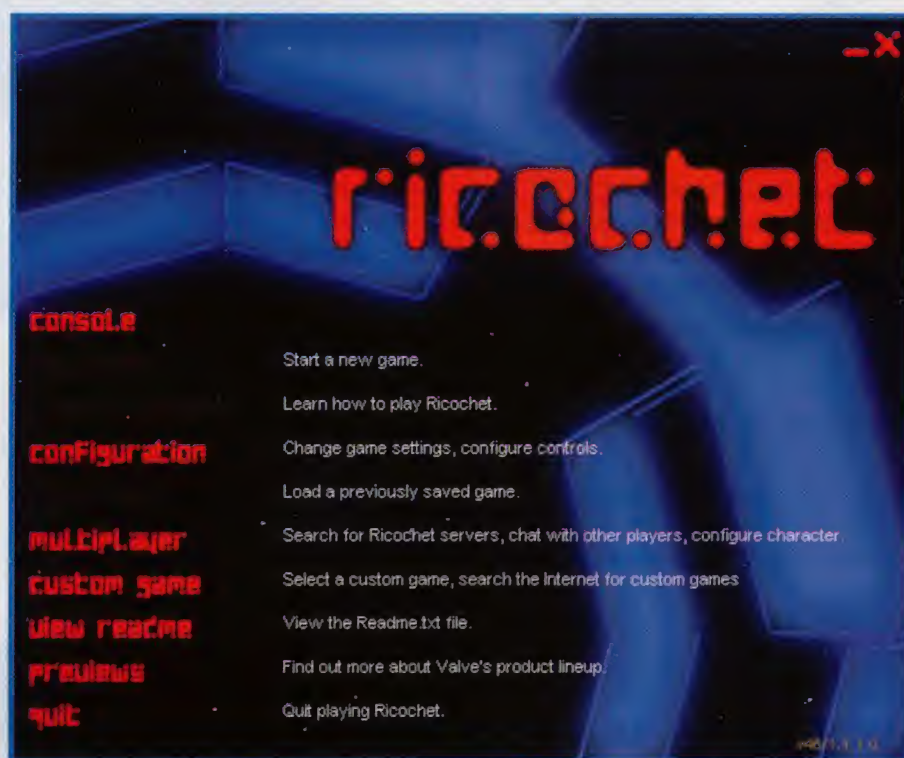 ricochet
console
Start a new game.
Learn how to play Ricochet.
configuration Change game settings, configure controls.
Load a previously saved game.
multiplayer Search for Ricochet servers, chat with other players, configure character.
custom game Select a custom game, search the Internet for custom games
view readme View the Readme.txt file.
previews Find out more about Valve's product lineup.
quit Quit playing Ricochet.